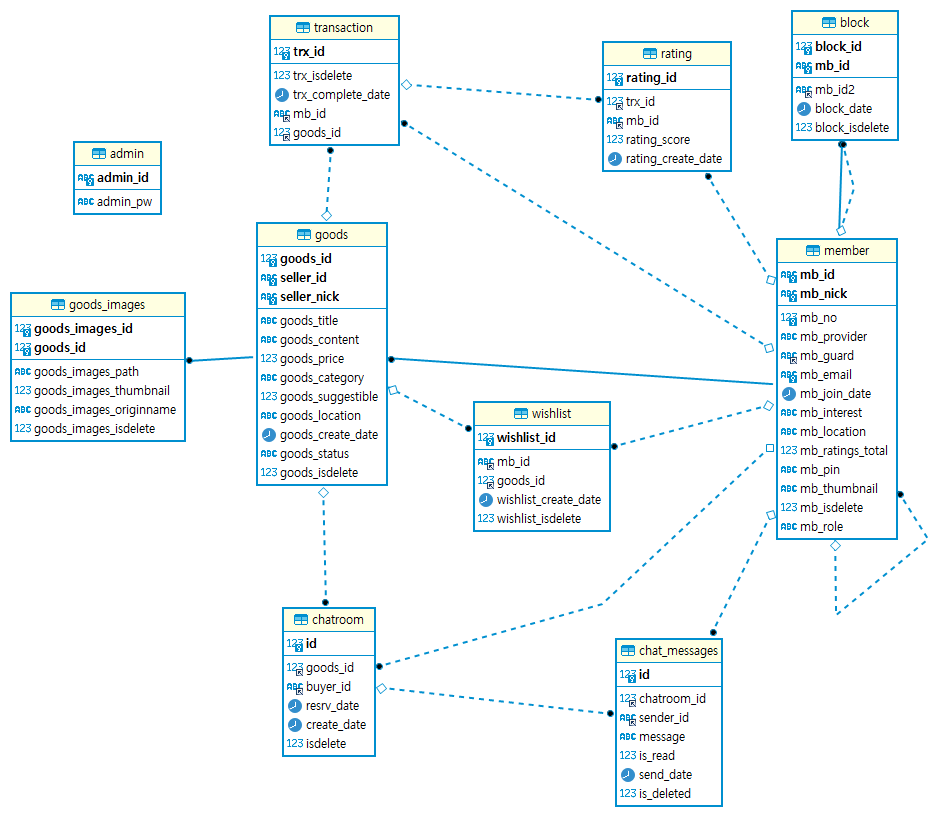 transaction
trx_id
trx_isdelete
trx_complete_date
mb_id
goods_id
rating
rating_id
trx_id
mb_id
rating_score
rating_create_date
block
block_id
mb_id
mb_id2
block_date
block_isdelete
admin
admin_id
admin_pw
goods
goods_id
seller_id
seller_nick
goods_title
goods_content
goods_price
goods_category
goods_suggestible
goods_location
goods_create_date
goods_status
goods_isdelete
member
mb_id
mb_nick
mb_no
mb_provider
mb_guard
mb_email
mb_join_date
mb_interest
mb_location
mb_ratings_total
mb_pin
mb_thumbnail
mb_isdelete
mb_role
goods_images
goods_images_id
goods_id
goods_images_path
goods_images_thumbnail
goods_images_originname
goods_images_isdelete
wishlist
wishlist_id
mb_id
goods_id
wishlist_create_date
wishlist_isdelete
chatroom
id
goods_id
buyer_id
resrv_date
create_date
isdelete
chat_messages
id
chatroom_id
sender_id
message
is_read
send_date
is_deleted